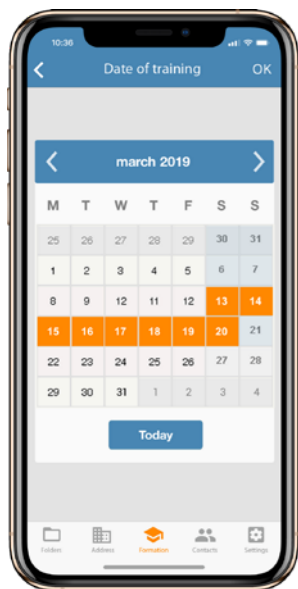 10:36
Date of training OK
march 2019
M T W T F S S
25 26 27 28 29 30 31
1 2 3 4 5 6 7
8 9 12 11 12 13 14
15 16 17 18 19 20 21
22 23 24 25 26 27 28
29 30 31 1 2 3 4
Today
Folders Address Formation Contacts Settings